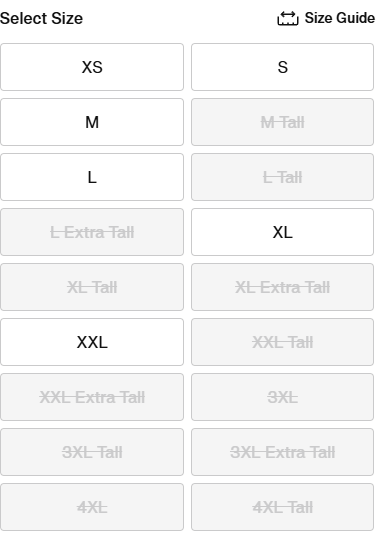 Select Size
Size Guide
XS
S
M
M Tall
L
L Tall
L Extra Tall
XL
XL Tall
XL Extra Tall
XXL
XXL Tall
XXL Extra Tall
3XL
3XL Tall
3XL Extra Tall
4XL
4XL Tall